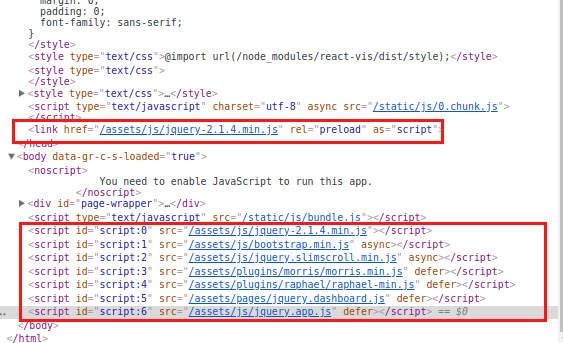 margin: 0;
padding: 0;
font-family: sans-serif;
}
</style>
<style type="text/css">@import url(/node_modules/react-vis/dist/style);</style>
<style type="text/css">
</style>
▶<style type="text/css">…</style>
<script type="text/javascript" charset="utf-8" async src="/static/js/0.chunk.js">
</script>
<link href="/assets/js/jquery-2.1.4.min.js" rel="preload" as="script">
</head>
▼<body data-gr-c-s-loaded="true">
<noscript>
You need to enable JavaScript to run this app.
</noscript>
▶<div id="page-wrapper">…</div>
<script type="text/javascript" src="/static/js/bundle.js"></script>
<script id="script:0" src="/assets/js/jquery-2.1.4.min.js"></script>
<script id="script:1" src="/assets/js/bootstrap.min.js" async></script>
<script id="script:2" src="/assets/js/jquery.slimscroll.min.js" async></script>
<script id="script:3" src="/assets/plugins/morris/morris.min.js" defer></script>
<script id="script:4" src="/assets/plugins/raphael/raphael-min.js" defer></script>
<script id="script:5" src="/assets/pages/jquery.dashboard.js" defer></script>
…<script id="script:6" src="/assets/js/jquery.app.js" defer></script> == $0
</body>
</html>